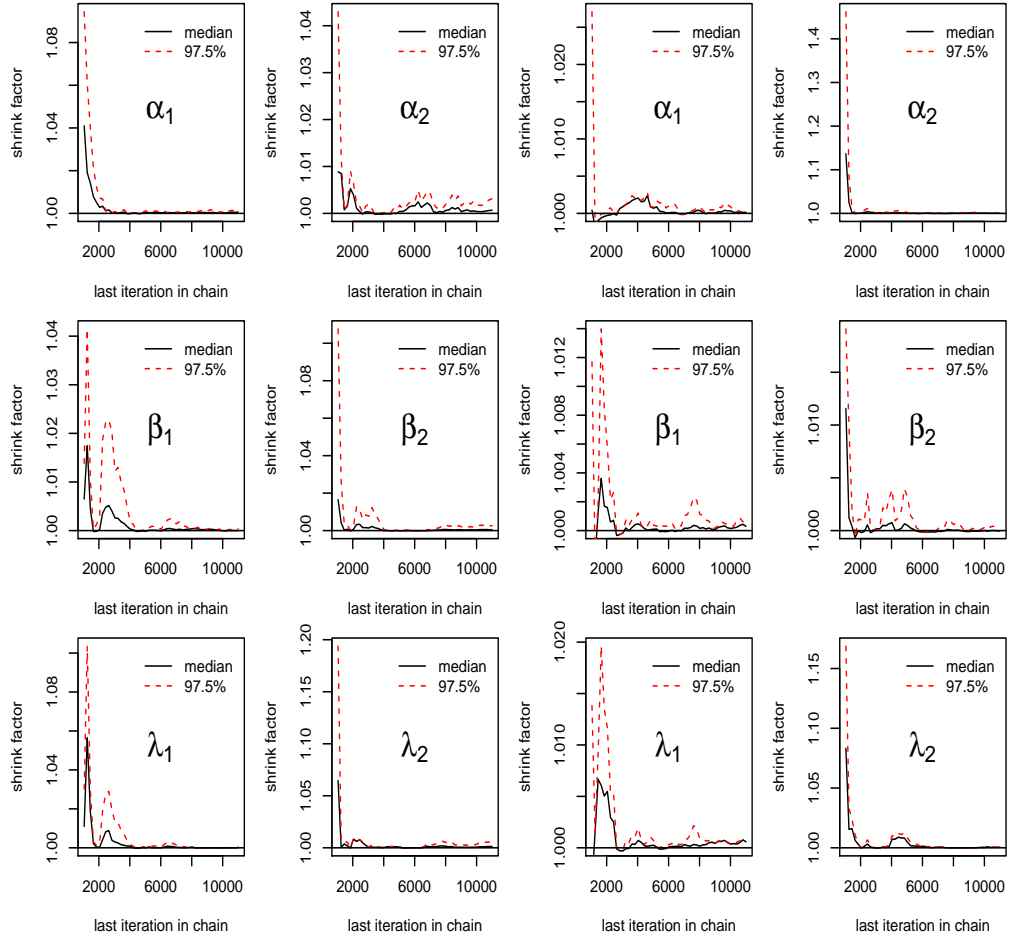 shrink factor
1.00 1.04 1.08
median
97.5%
α1
2000 6000 10000
last iteration in chain
shrink factor
1.00 1.01 1.02 1.03 1.04
median
97.5%
α2
2000 6000 10000
last iteration in chain
shrink factor
1.000 1.010 1.020
median
97.5%
α1
2000 6000 10000
last iteration in chain
shrink factor
1.0 1.1 1.2 1.3 1.4
median
97.5%
α2
2000 6000 10000
last iteration in chain
shrink factor
1.00 1.01 1.02 1.03 1.04
median
97.5%
β1
2000 6000 10000
last iteration in chain
shrink factor
1.00 1.04 1.08
median
97.5%
β2
2000 6000 10000
last iteration in chain
shrink factor
1.000 1.004 1.008 1.012
median
97.5%
β1
2000 6000 10000
last iteration in chain
shrink factor
1.000 1.010
median
97.5%
β2
2000 6000 10000
last iteration in chain
shrink factor
1.00 1.04 1.08
median
97.5%
λ1
2000 6000 10000
last iteration in chain
shrink factor
1.00 1.05 1.10 1.15 1.20
median
97.5%
λ2
2000 6000 10000
last iteration in chain
shrink factor
1.000 1.010 1.020
median
97.5%
λ1
2000 6000 10000
last iteration in chain
shrink factor
1.00 1.05 1.10 1.15
median
97.5%
λ2
2000 6000 10000
last iteration in chain